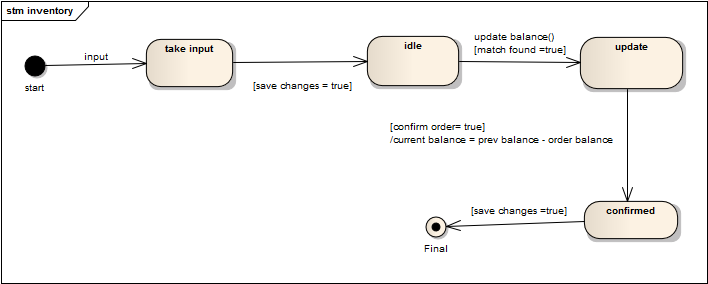 stm inventory
take input
idle
update balance()
[match found =true]
update
input
start
[save changes = true]
[confirm order= true]
/current balance = prev balance - order balance
[save changes =true]
confirmed
Final